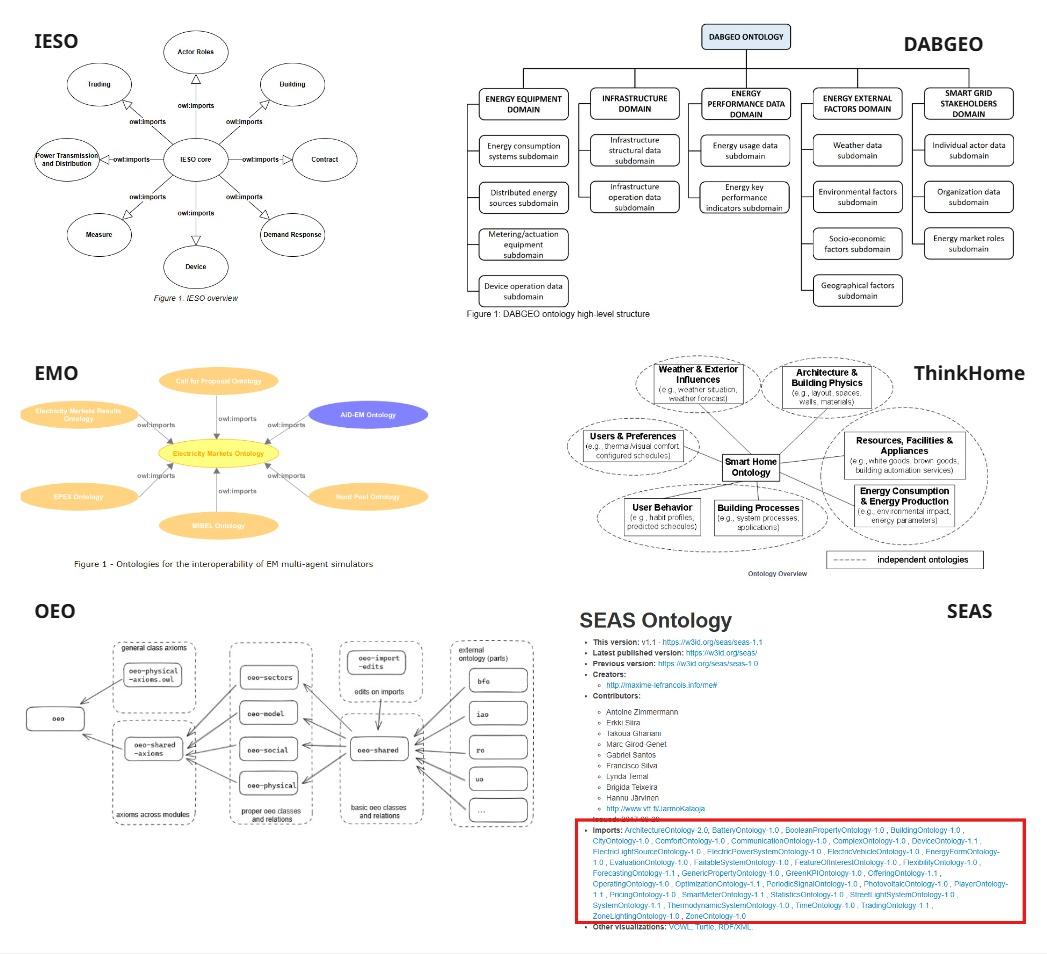 IESO
Actor Roles
Trading
Building
owl:imports
owl:imports
owl:imports
Power Transmission
and Distribution
owl:imports
IESO core
owl:imports
Contract
owl:imports
owl:imports
owl:imports
Measure
Demand Response
Device
Figure 1. IESO overview
DABGEO
DABGEO ONTOLOGY
ENERGY EQUIPMENT
DOMAIN
Energy consumption
systems subdomain
Distributed energy
sources subdomain
Metering/actuation
equipment
subdomain
Device operation data
subdomain
INFRASTRUCTURE
DOMAIN
Infrastructure
structural data
subdomain
Infrastructure
operation data
subdomain
ENERGY
PERFORMANCE DATA
DOMAIN
Energy usage data
subdomain
Energy key
performance
indicators subdomain
ENERGY EXTERNAL
FACTORS DOMAIN
Weather data
subdomain
Environmental factors
subdomain
Socio-economic
factors subdomain
Geographical factors
subdomain
SMART GRID
STAKEHOLDERS
DOMAIN
Individual actor data
subdomain
Organization data
subdomain
Energy market roles
subdomain
Figure 1: DABGEO ontology high-level structure
EMO
Call for Proposal Ontology
Electricity Markets Results
Ontology
AiD-EM Ontology
owl:imports
owl:imports
owl:imports
Electricity Markets Ontology
owl:imports
owl:imports
owl:imports
EPEX Ontology
Nord Pool Ontology
MIBEL Ontology
Figure 1 - Ontologies for the interoperability of EM multi-agent simulators
ThinkHome
Weather & Exterior
Influences
(e.g., weather situation,
weather forecast)
Architecture &
Building Physics
(e.g., layout, spaces,
walls, materials)
Users & Preferences
(e.g., thermal/visual comfort,
configured schedules)
Smart Home
Ontology
Resources, Facilities &
Appliances
(e.g., white goods, brown goods,
building automation services)
Energy Consumption
& Energy Production
(e.g., environmental impact,
energy parameters)
User Behavior
(e.g., habit profiles,
predicted schedules)
Building Processes
(e.g., system processes,
applications)
independent ontologies
Ontology Overview
OEO
general class axioms
oeo-physical
-axioms.owl
oeo
oeo-shared
-axioms
axioms across modules
oeo-sectors
oeo-model
oeo-social
oeo-physical
proper oeo classes
and relations
oeo-import
-edits
edits on imports
oeo-shared
basic oeo classes
and relations
external
ontology (parts)
bfo
iao
ro
uo
...
SEAS
SEAS Ontology
This version: v1.1 - https://w3id.org/seas/seas-1.1
Latest published version: https://w3id.org/seas/
Previous version: https://w3id.org/seas/seas-1.0
Creators:
http://maxime-lefrancois.info/me#
Contributors:
Antoine Zimmermann
Erkki Siira
Takoua Ghariani
Marc Girod-Genet
Gabriel Santos
Francisco Silva
Lynda Temal
Brigida Teixeira
Hannu Järvinen
http://www.vtt.fi/JarmoKalaoja
Imports: ArchitectureOntology-2.0, BatteryOntology-1.0 , BooleanPropertyOntology-1.0 , BuildingOntology-1.0 ,
CityOntology-1.0 , ComfortOntology-1.0 , CommunicationOntology-1.0 , ComplexOntology-1.0 , DeviceOntology-1.1 ,
ElectricLightSourceOntology-1.0 , ElectricPowerSystemOntology-1.0 , ElectricVehicleOntology-1.0 , EnergyFormOntology-
1.0 , EvaluationOntology-1.0 , FailableSystemOntology-1.0 , FeatureOfInterestOntology-1.0 , FlexibilityOntology-1.0 ,
ForecastingOntology-1.1 , GenericPropertyOntology-1.0 , GreenKPIOntology-1.0 , OfferingOntology-1.1 ,
OperatingOntology-1.0 , OptimizationOntology-1.1 , PeriodicSignalOntology-1.0 , PhotovoltaicOntology-1.0 , PlayerOntology-
1.1 , PricingOntology-1.0 , SmartMeterOntology-1.1 , StatisticsOntology-1.0 , StreetLightSystemOntology-1.0 ,
SystemOntology-1.1 , ThermodynamicSystemOntology-1.0 , TimeOntology-1.0 , TradingOntology-1.1 ,
ZoneLightingOntology-1.0 , ZoneOntology-1.0
Other visualizations: VOWL, Turtle, RDF/XML.